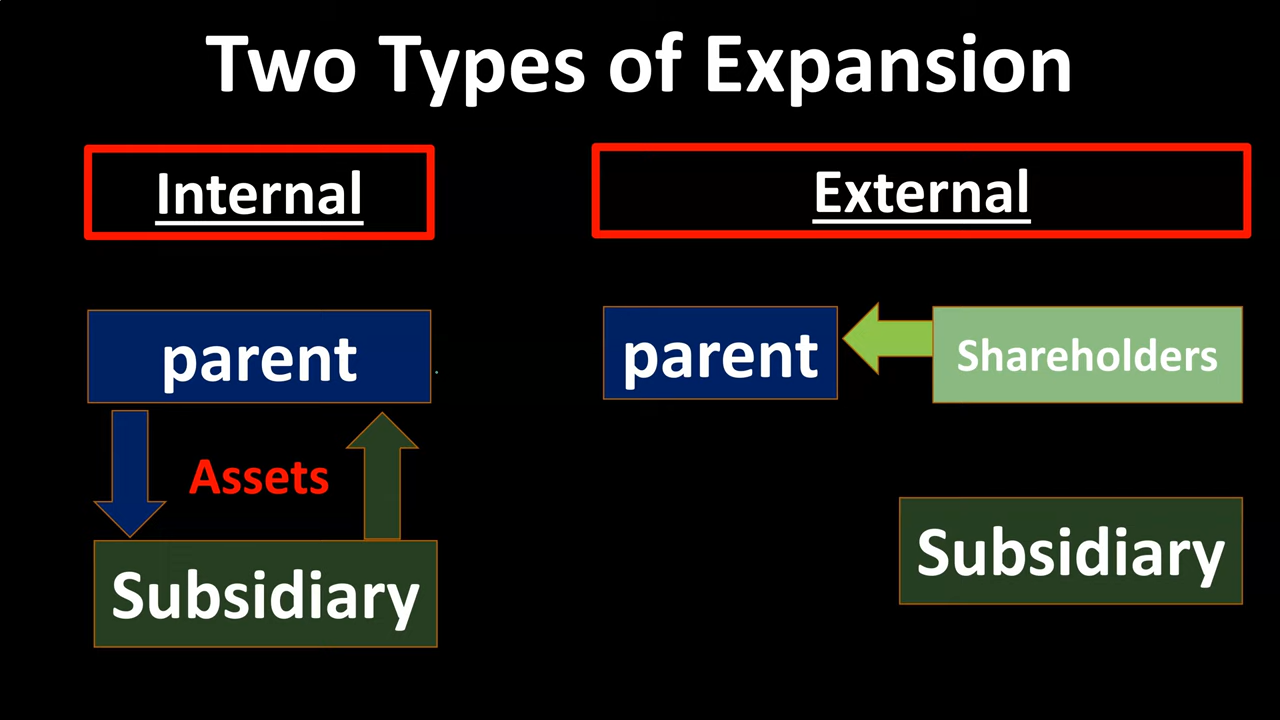 Two Types of Expansion
Internal
External
parent
parent
Shareholders
Assets
Subsidiary
Subsidiary